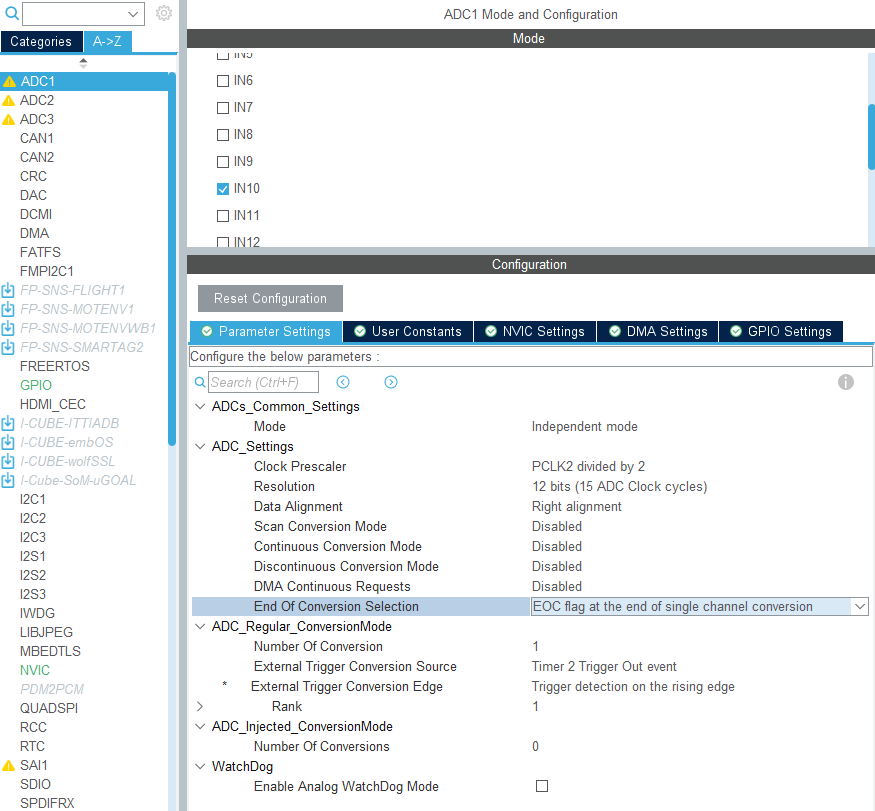 ADC1 Mode and Configuration
Categories A->Z
Mode
ADC1
ADC2
ADC3
CAN1
CAN2
CRC
DAC
DCMI
DMA
FATFS
FMPI2C1
FP-SNS-FLIGHT1
FP-SNS-MOTENV1
FP-SNS-MOTENVWB1
FP-SNS-SMARTAG2
FREERTOS
GPIO
HDMI_CEC
I-CUBE-ITTIADB
I-CUBE-embOS
I-CUBE-wolfSSL
I-Cube-SoM-uGOAL
I2C1
I2C2
I2C3
I2S1
I2S2
I2S3
IWDG
LIBJPEG
MBEDTLS
NVIC
PDM2PCM
QUADSPI
RCC
RTC
SAI1
SDIO
SPDIFRX
IN5
IN6
IN7
IN8
IN9
IN10
IN11
IN12
Configuration
Reset Configuration
Parameter Settings User Constants NVIC Settings DMA Settings GPIO Settings
Configure the below parameters :
Search (Ctrl+F)
ADCs_Common_Settings
Mode Independent mode
ADC_Settings
Clock Prescaler PCLK2 divided by 2
Resolution 12 bits (15 ADC Clock cycles)
Data Alignment Right alignment
Scan Conversion Mode Disabled
Continuous Conversion Mode Disabled
Discontinuous Conversion Mode Disabled
DMA Continuous Requests Disabled
End Of Conversion Selection EOC flag at the end of single channel conversion
ADC_Regular_ConversionMode
Number Of Conversion 1
External Trigger Conversion Source Timer 2 Trigger Out event
* External Trigger Conversion Edge Trigger detection on the rising edge
Rank 1
ADC_Injected_ConversionMode
Number Of Conversions 0
WatchDog
Enable Analog WatchDog Mode